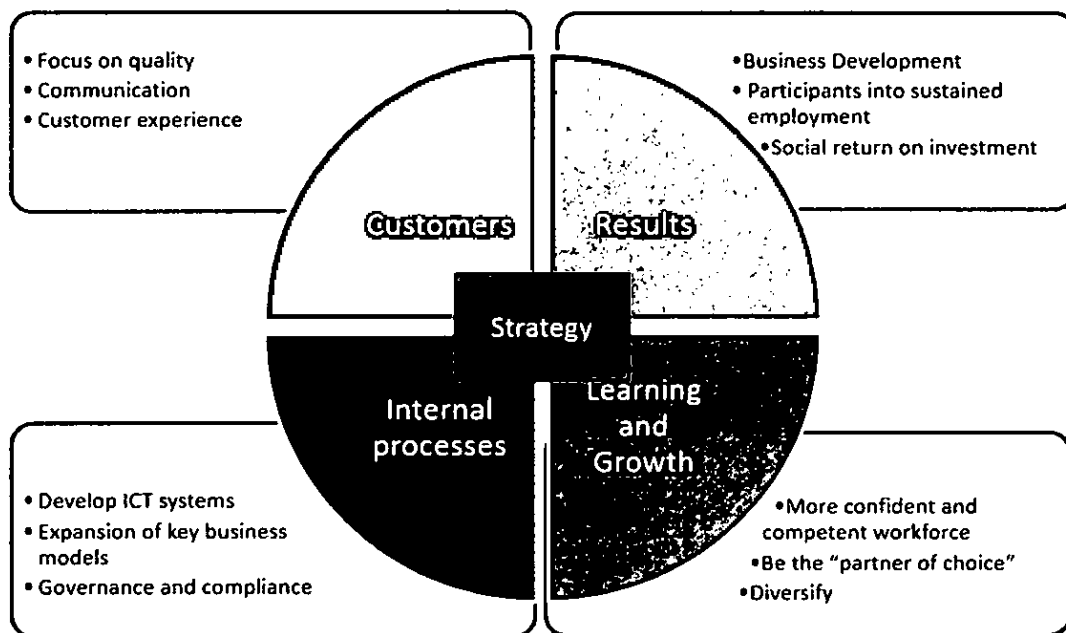 • Focus on quality
• Communication
• Customer experience
•Business Development
• Participants into sustained
employment
•Social return on investment
Customers
Results
Strategy
Internal
processes
Learning
and
Growth
• Develop ICT systems
• Expansion of key business
models
• Governance and compliance
•More confident and
competent workforce
•Be the “partner of choice”
•Diversify